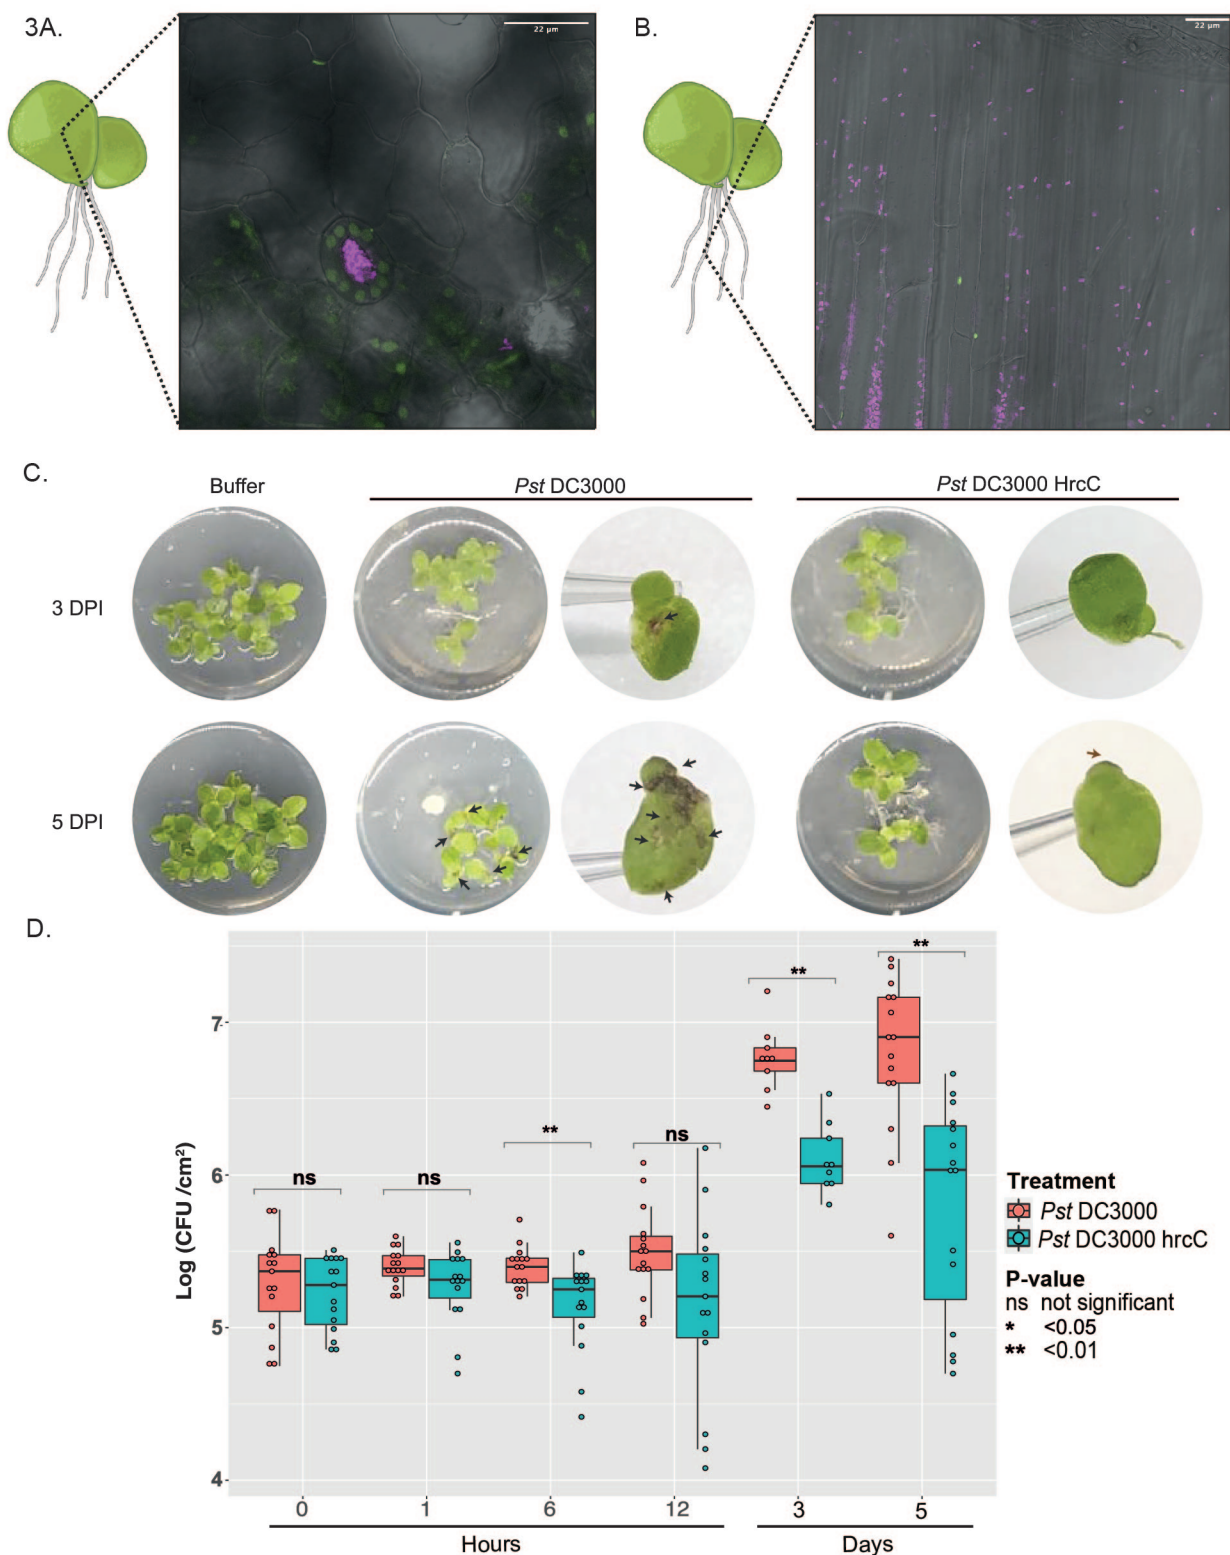 3A.
22 µm
B.
22 µm
C.
Buffer
Pst DC3000
Pst DC3000 HrcC
3 DPI
5 DPI
D.
Log (CFU /cm²)
7
6
5
4
ns
ns
**
ns
**
**
0
1
6
12
3
5
Hours
Days
Treatment
Pst DC3000
Pst DC3000 hrcC
P-value
ns not significant
* <0.05
** <0.01